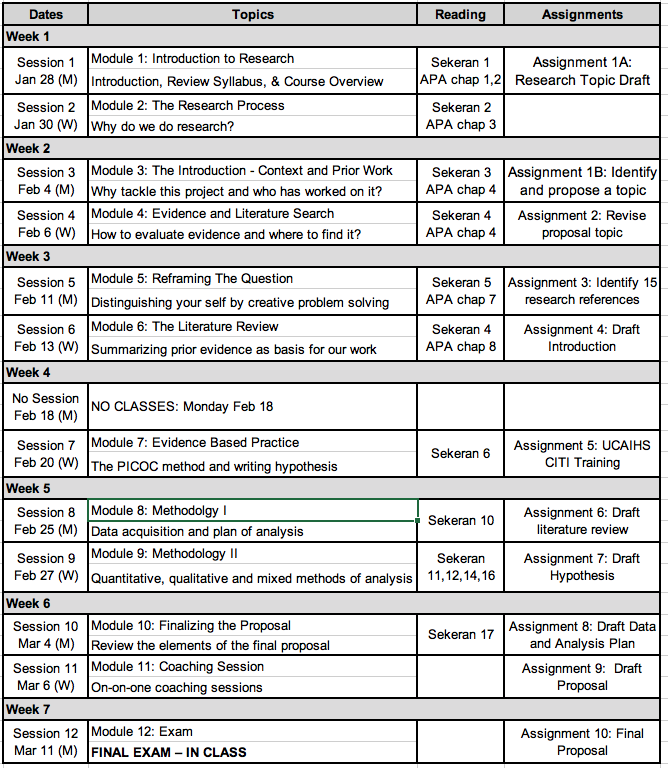 Dates Topics Reading Assignments
Week 1
Session 1
Jan 28 (M)
Module 1: Introduction to Research
Introduction, Review Syllabus, & Course Overview
Sekeran 1
APA chap 1,2
Assignment 1A:
Research Topic Draft
Session 2
Jan 30 (W)
Module 2: The Research Process
Why do we do research?
Sekeran 2
APA chap 3
Week 2
Session 3
Feb 4 (M)
Module 3: The Introduction - Context and Prior Work
Why tackle this project and who has worked on it?
Sekeran 3
APA chap 4
Assignment 1B: Identify
and propose a topic
Session 4
Feb 6 (W)
Module 4: Evidence and Literature Search
How to evaluate evidence and where to find it?
Sekeran 4
APA chap 4
Assignment 2: Revise
proposal topic
Week 3
Session 5
Feb 11 (M)
Module 5: Reframing The Question
Distinguishing your self by creative problem solving
Sekeran 5
APA chap 7
Assignment 3: Identify 15
research references
Session 6
Feb 13 (W)
Module 6: The Literature Review
Summarizing prior evidence as basis for our work
Sekeran 4
APA chap 8
Assignment 4: Draft
Introduction
Week 4
No Session
Feb 18 (M)
NO CLASSES: Monday Feb 18
Session 7
Feb 20 (W)
Module 7: Evidence Based Practice
The PICOC method and writing hypothesis
Sekeran 6
Assignment 5: UCAIHS
CITI Training
Week 5
Session 8
Feb 25 (M)
Module 8: Methodolgy I
Data acquisition and plan of analysis
Sekeran 10
Assignment 6: Draft
literature review
Session 9
Feb 27 (W)
Module 9: Methodology II
Quantitative, qualitative and mixed methods of analysis
Sekeran
11,12,14,16
Assignment 7: Draft
Hypothesis
Week 6
Session 10
Mar 4 (M)
Module 10: Finalizing the Proposal
Review the elements of the final proposal
Sekeran 17
Assignment 8: Draft Data
and Analysis Plan
Session 11
Mar 6 (W)
Module 11: Coaching Session
On-on-one coaching sessions
Assignment 9: Draft
Proposal
Week 7
Session 12
Mar 11 (M)
Module 12: Exam
FINAL EXAM – IN CLASS
Assignment 10: Final
Proposal